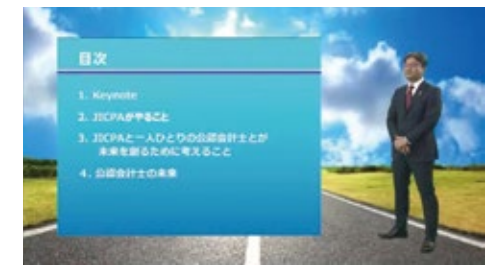 目次
1. Keynote
2. JICPAがやること
3. JICPAと一人ひとりの公認会計士とが
未来を創るために考えること
4. 公認会計士の未来